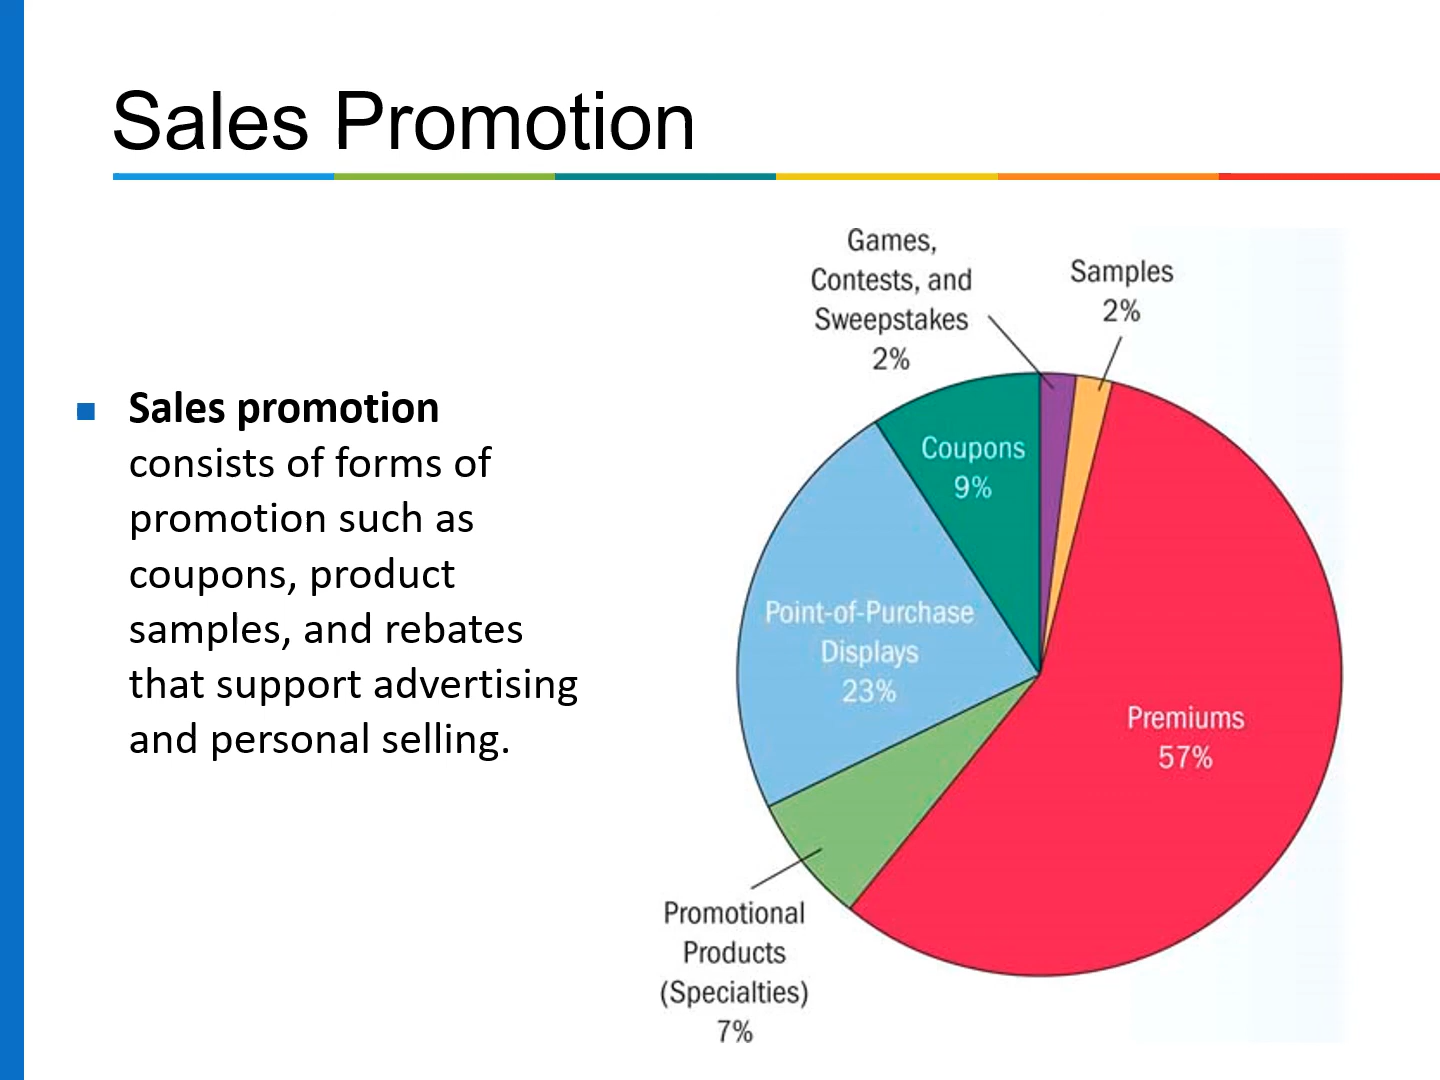 Sales Promotion
Sales promotion
consists of forms of
promotion such as
coupons, product
samples, and rebates
that support advertising
and personal selling.
Games,
Contests, and
Sweepstakes
2%
Samples
2%
Coupons
9%
Point-of-Purchase
Displays
23%
Premiums
57%
Promotional
Products
(Specialties)
7%